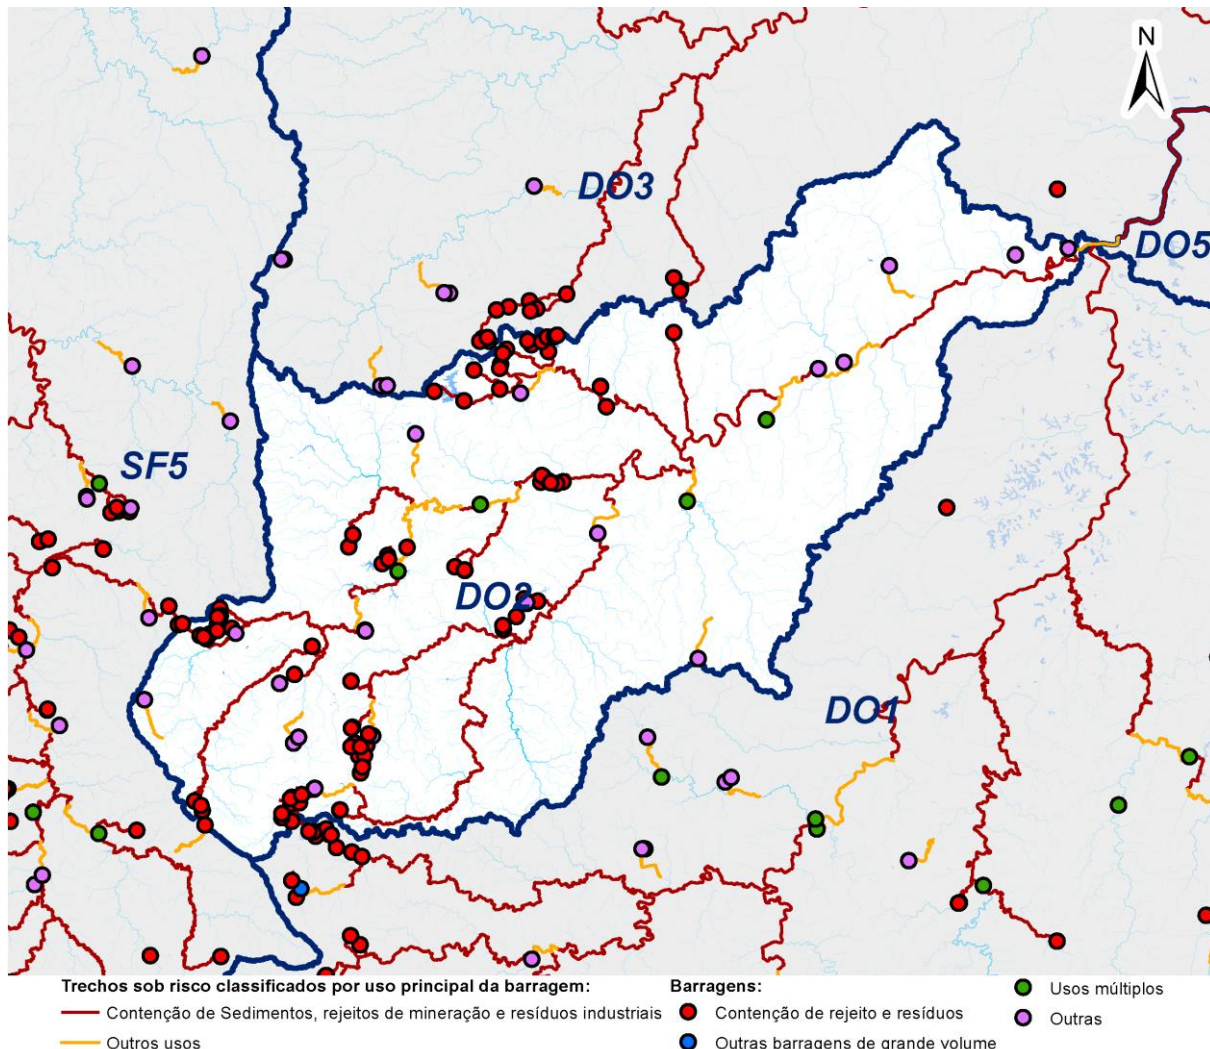 N
DO3
DO5
SF5
DO2
DO1
Trechos sob risco classificados por uso principal da barragem:
Contenção de Sedimentos, rejeitos de mineração e resíduos industriais
Outros usos
Barragens:
Contenção de rejeito e resíduos
Outras barragens de grande volume
Usos múltiplos
Outras